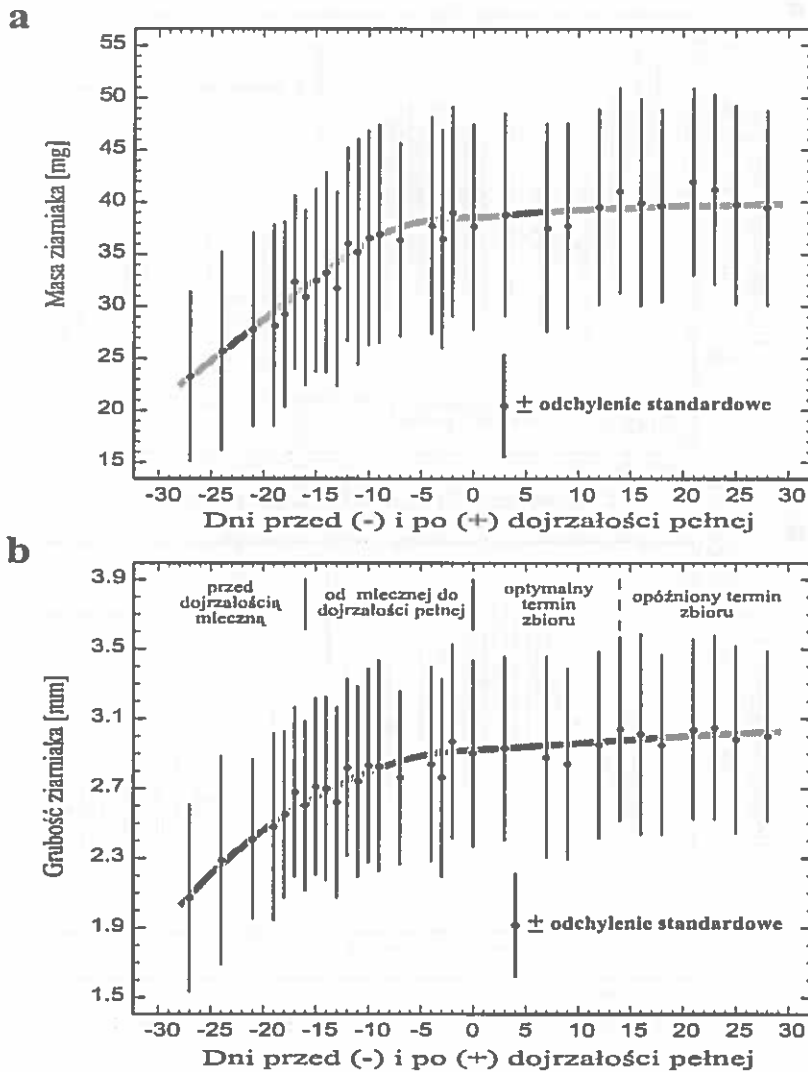 a
Masa ziarniaka [mg]
55
50
45
40
35
30
25
20
15
± odchylenie standardowe
-30 -25 -20 -15 -10 -5 0 5 10 15 20 25 30
Dni przed (-) i po (+) dojrzałości pełnej
b
Grubość ziarniaka [mm]
3.9
3.5
3.1
2.7
2.3
1.9
1.5
przed
dojrzałością
mleczną
od mlecznej do
dojrzałości pełnej
optymalny
termin
zbioru
opóźniony termin
zbioru
± odchylenie standardowe
-30 -25 -20 -15 -10 -5 0 5 10 15 20 25 30
Dni przed (-) i po (+) dojrzałości pełnej